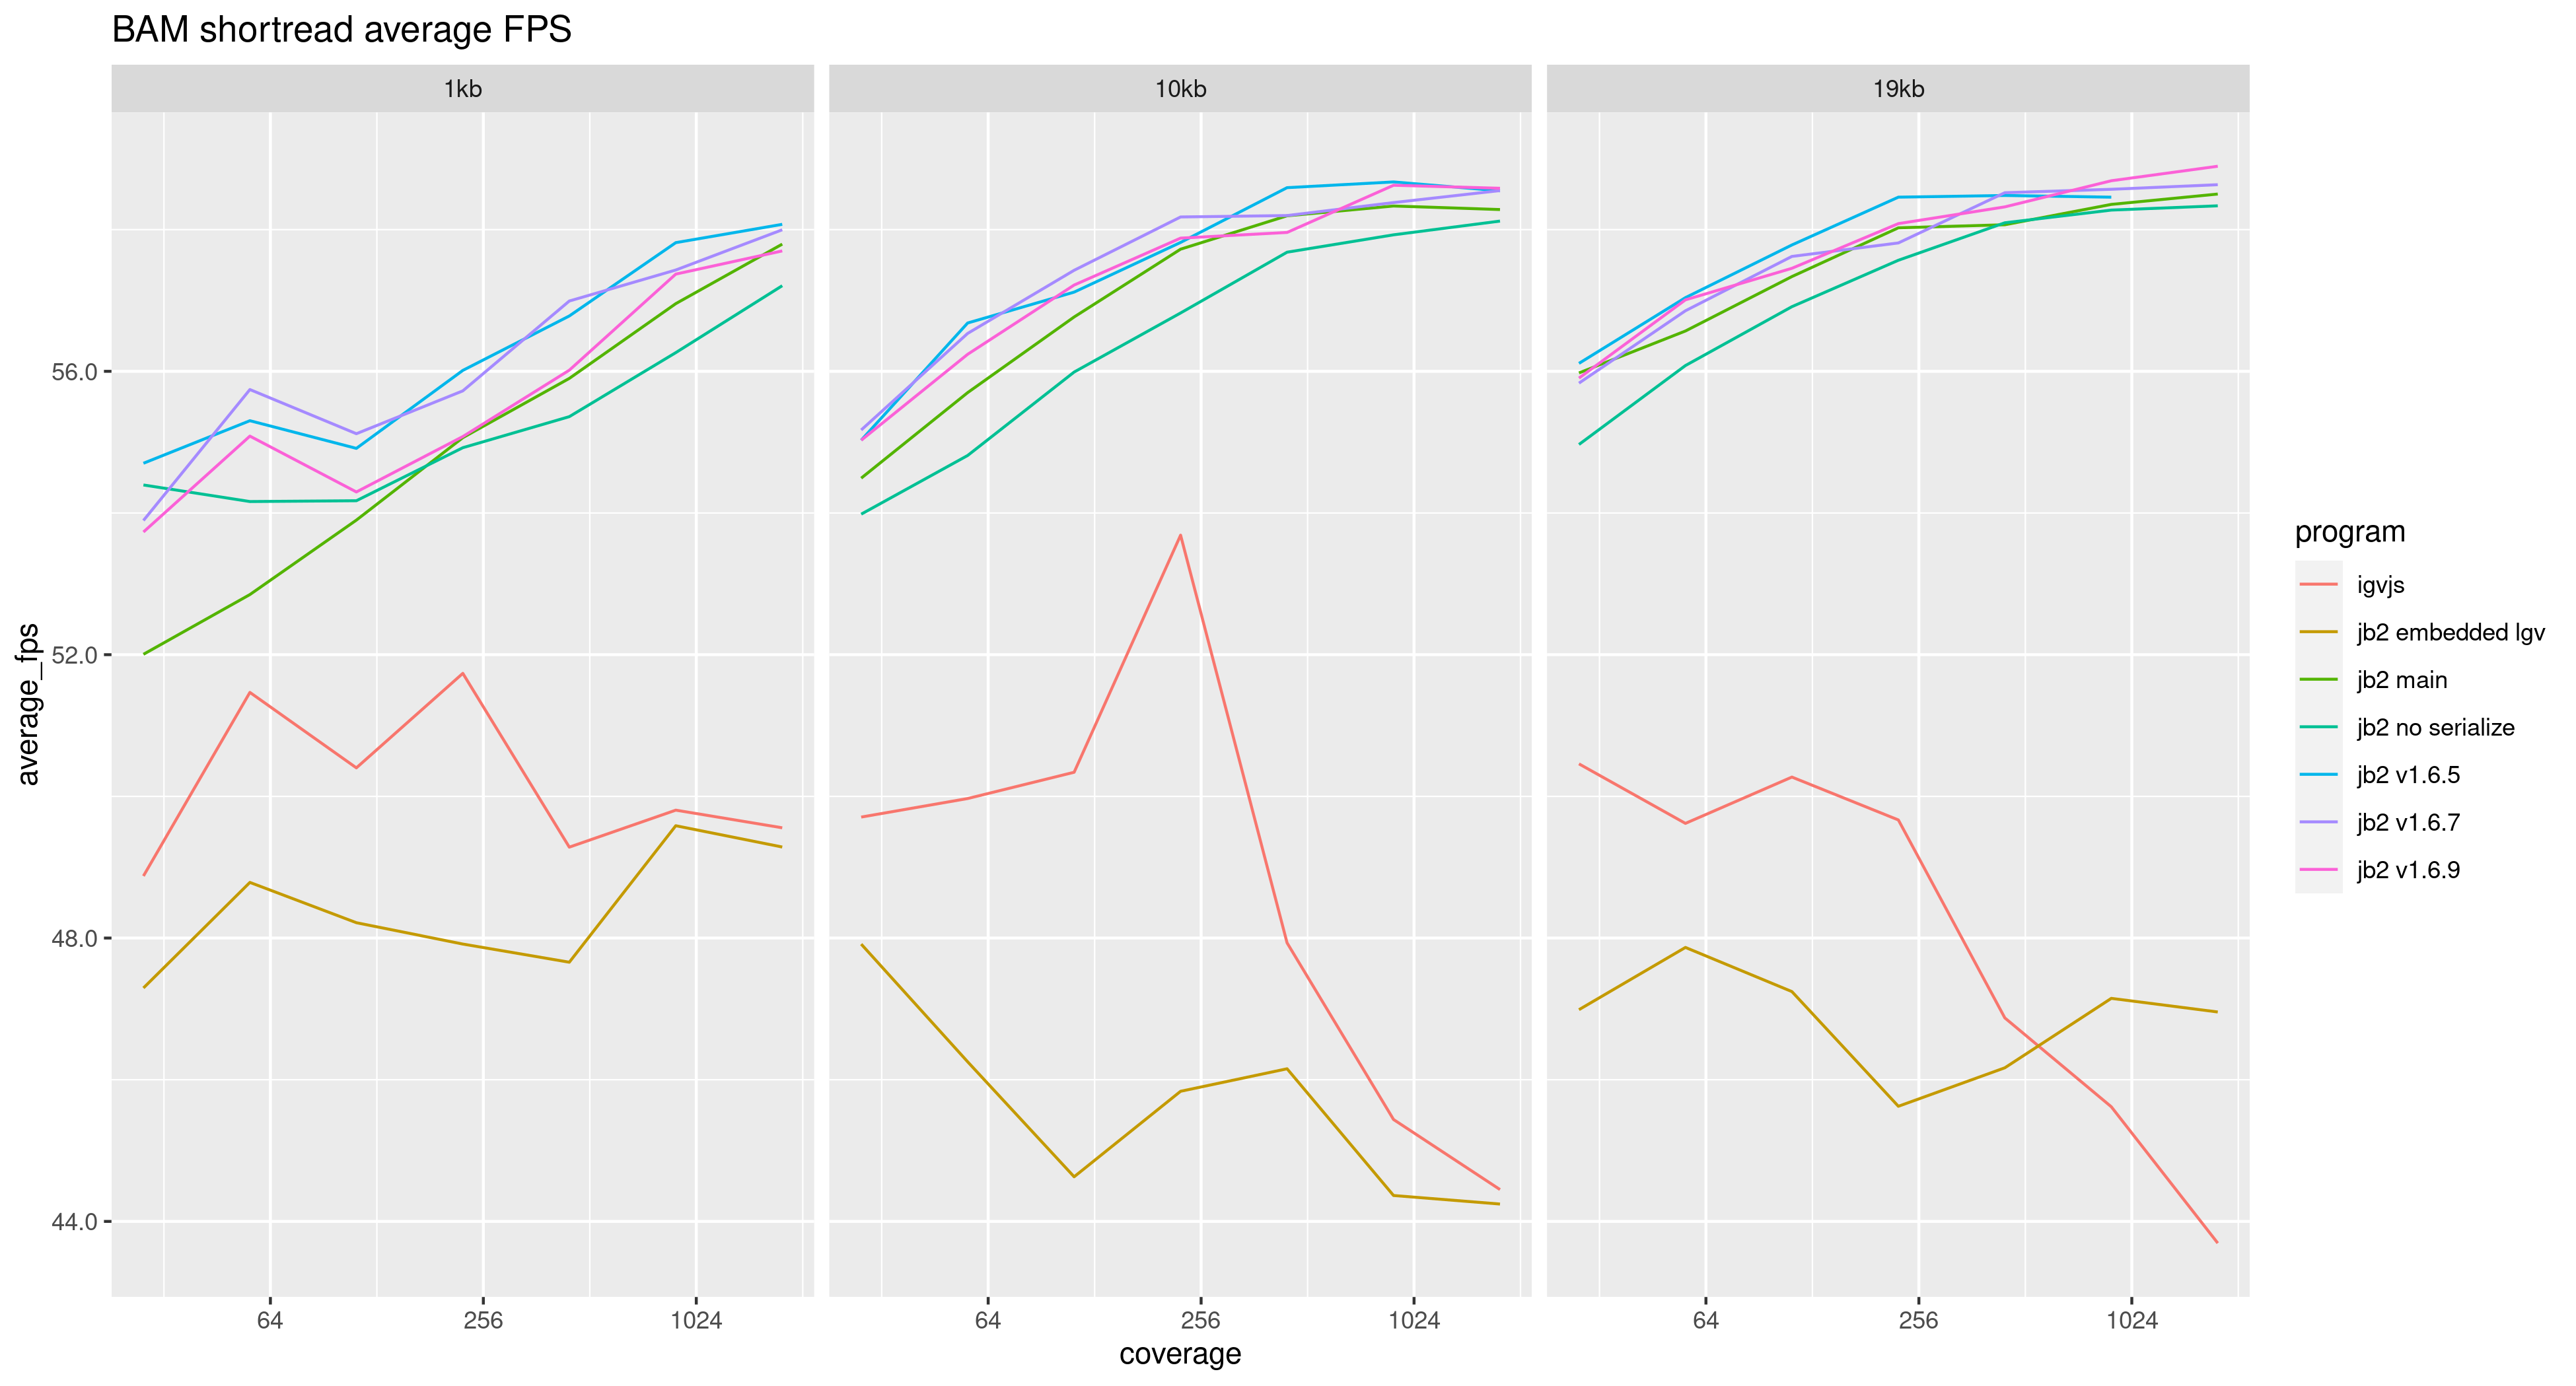 BAM shortread average FPS
1kb
10kb
19kb
average_fps
56.0
52.0
48.0
44.0
64
256
1024
64
256
1024
64
256
1024
coverage
program
igvjs
jb2 embedded lgv
jb2 main
jb2 no serialize
jb2 v1.6.5
jb2 v1.6.7
jb2 v1.6.9